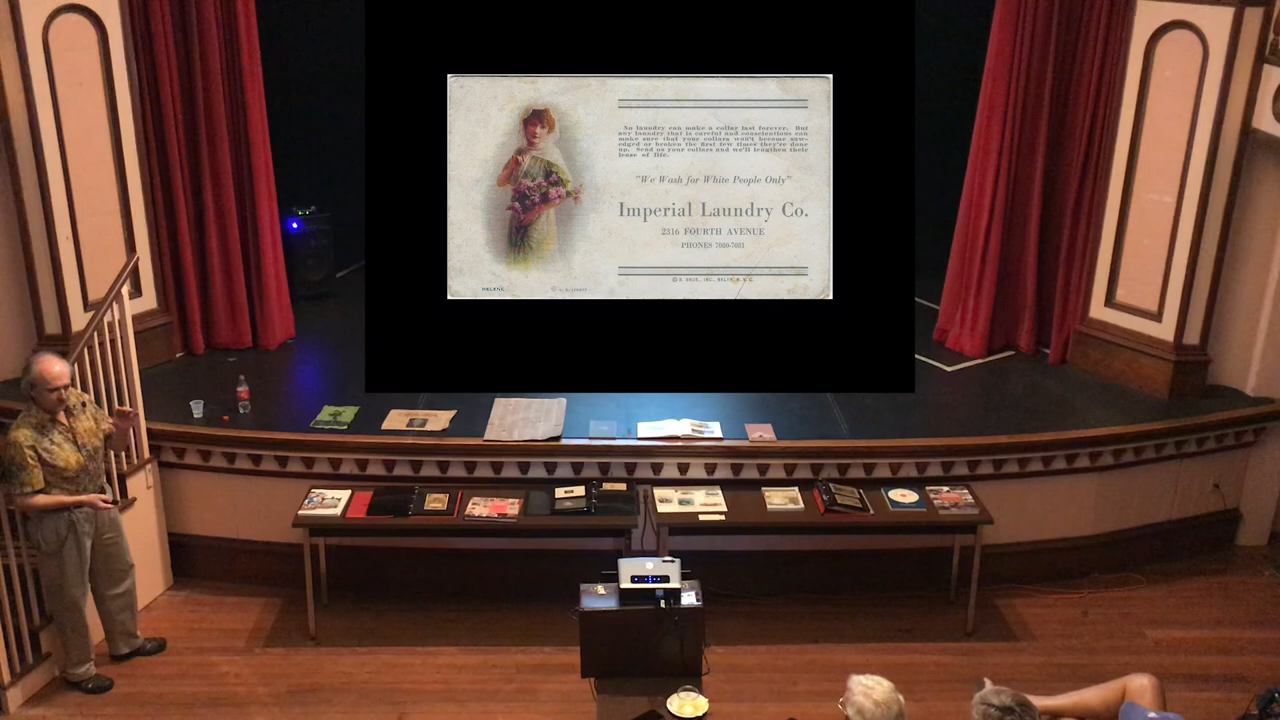 No laundry can make a collar last forever. But
any laundry that is careful and conscientious can
make sure that your collars won't become saw-
edged or broken the first few times they're done
up. Send us your collars and we'll lengthen their
lease of life.
"We Wash for White People Only"
Imperial Laundry Co.
2316 FOURTH AVENUE
PHONES 7080-7081
HELENE